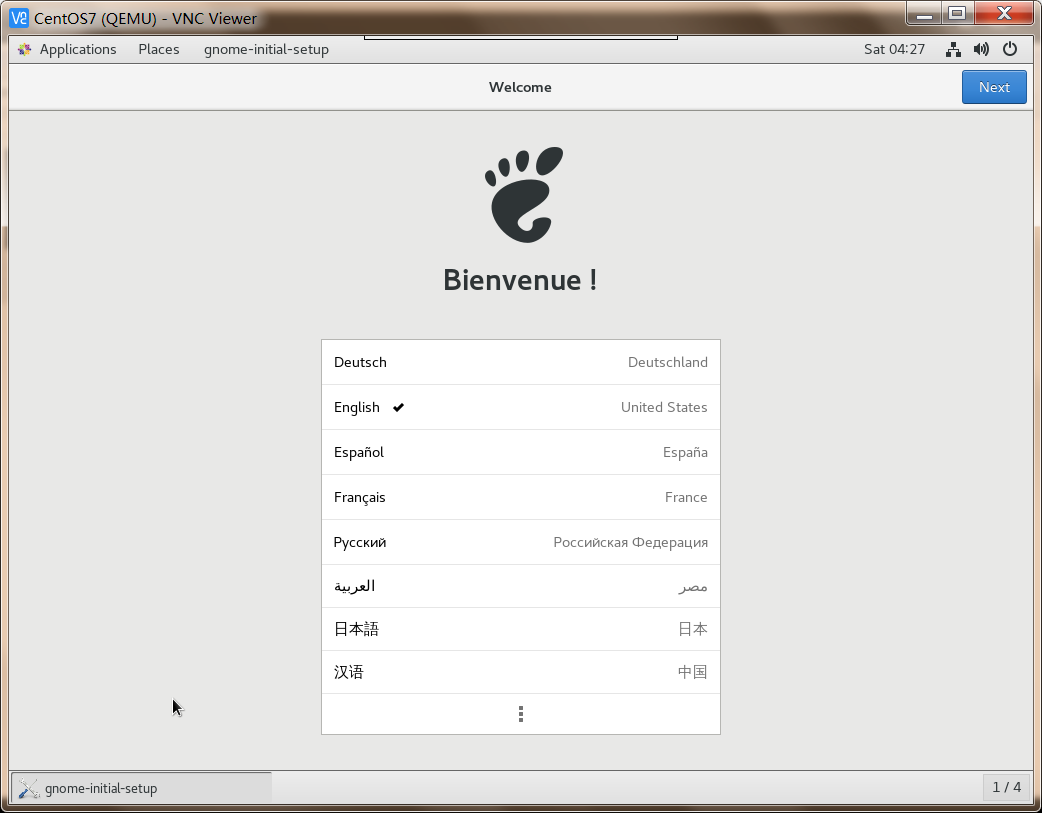 CentOS7 (QEMU) - VNC Viewer
Applications Places gnome-initial-setup Sat 04:27
Welcome Next
Bienvenue !
Deutsch Deutschland
English United States
Español España
Français France
Русский Российская Федерация
العربية مصر
日本語 日本
汉语 中国
gnome-initial-setup 1 / 4